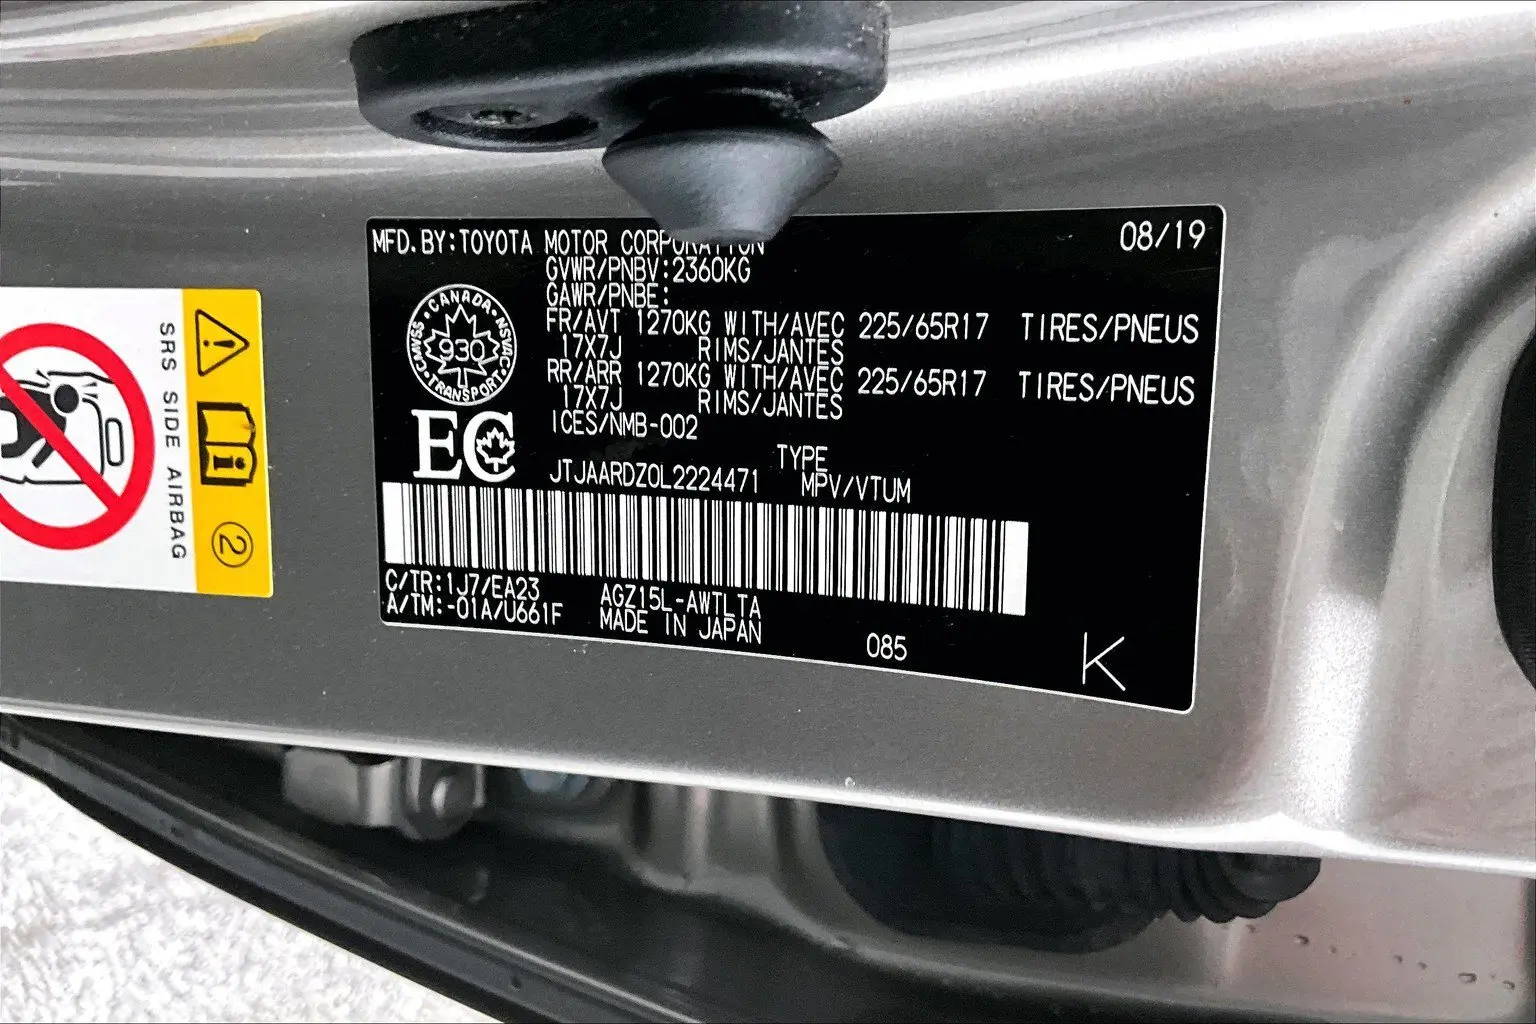 MFD.BY:TOYOTA MOTOR CORPORATION 08/19
GVWR/PNBV:2360KG
GAWR/PNBE:
FR/AVT 1270KG WITH/AVEC 225/65R17 TIRES/PNEUS
17X7J RIMS/JANTES
RR/ARR 1270KG WITH/AVEC 225/65R17 TIRES/PNEUS
17X7J RIMS/JANTES
ICES/NMB-002
CANADA
CMVSS 930 NSVAC
TRANSPORT
EC
TYPE
JTJAARDZ0L2224471 MPV/VTUM
C/TR:1J7/EA23 AGZ15L-AWTLTA
A/TM:-01A/U661F MADE IN JAPAN
085
K
SRS SIDE AIRBAG
2